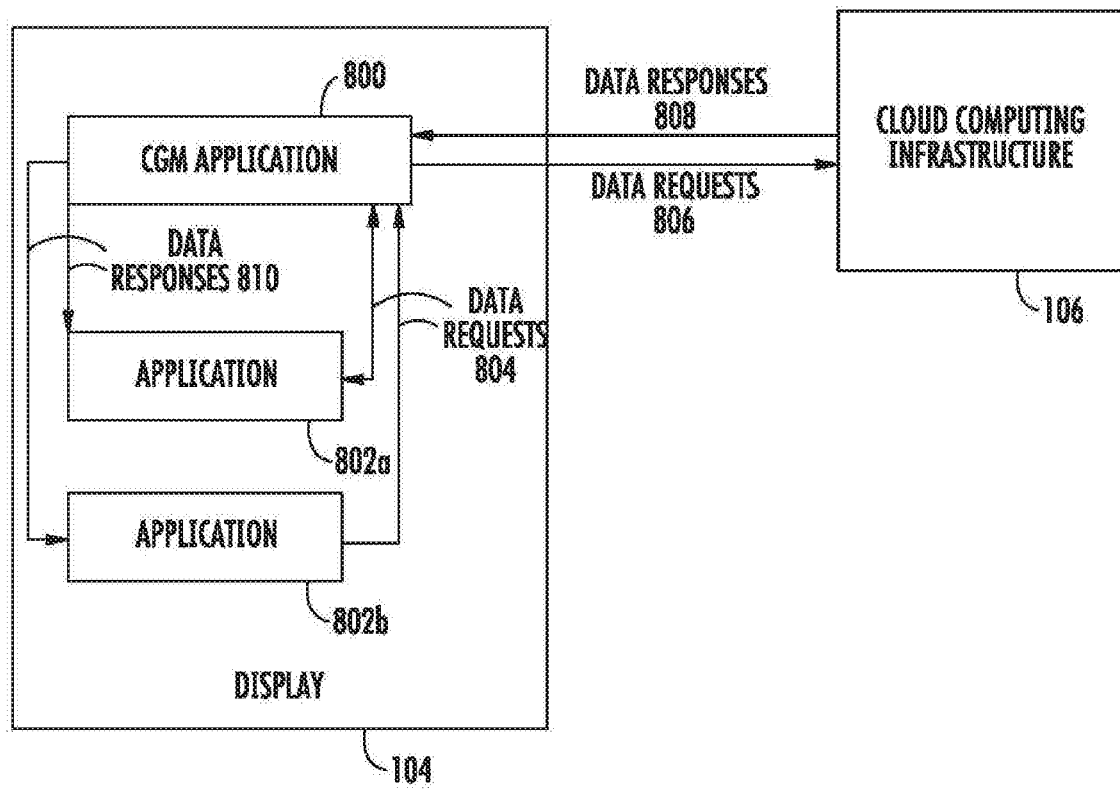 800
CGM APPLICATION
DATA RESPONSES
808
DATA REQUESTS
806
CLOUD COMPUTING
INFRASTRUCTURE
106
DATA
RESPONSES 810
DATA
REQUESTS
804
APPLICATION
802a
APPLICATION
802b
DISPLAY
104